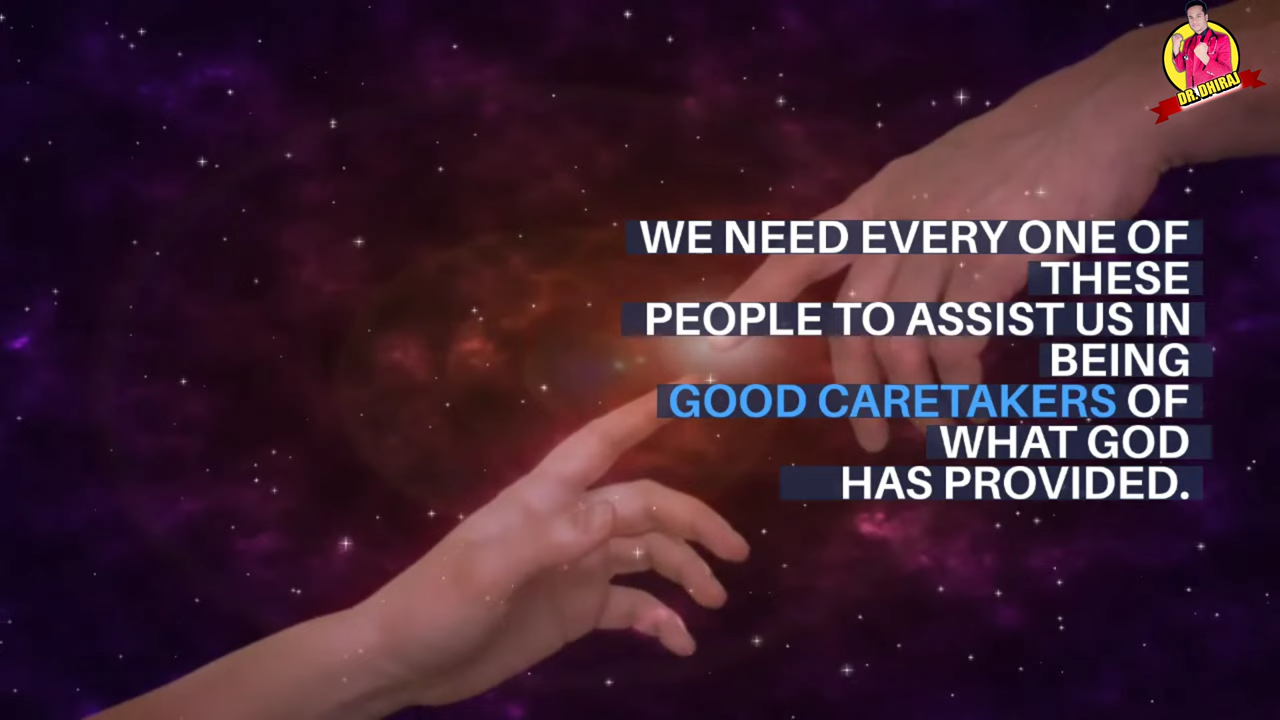 DR. DHIRAJ
WE NEED EVERY ONE OF
THESE
PEOPLE TO ASSIST US IN
BEING
GOOD CARETAKERS OF
WHAT GOD
HAS PROVIDED.